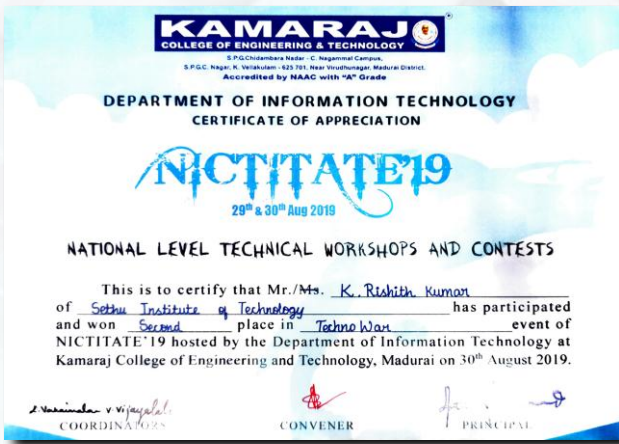 KAMARAJ
COLLEGE OF ENGINEERING & TECHNOLOGY
S.P.G.Chidambara Nadar - C. Nagammal Campus,
S.P.G.C. Nagar, K. Vellakulam - 625 701, Near Virudhunagar, Madurai District.
Accredited by NAAC with "A" Grade
DEPARTMENT OF INFORMATION TECHNOLOGY
CERTIFICATE OF APPRECIATION
NICTITATE'19
29th & 30th Aug 2019
NATIONAL LEVEL TECHNICAL WORKSHOPS AND CONTESTS
This is to certify that Mr./Ms. K. Rishith Kumar
of Sethu Institute of Technology has participated
and won Second place in Techno War event of
NICTITATE'19 hosted by the Department of Information Technology at
Kamaraj College of Engineering and Technology, Madurai on 30th August 2019.
COORDINATORS CONVENER PRINCIPAL